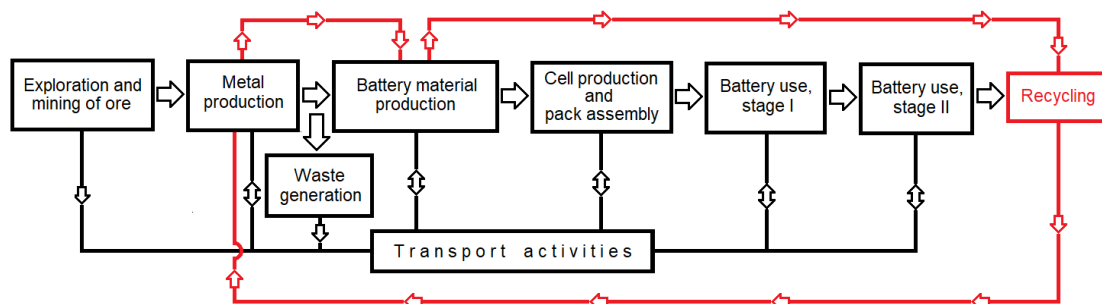 Exploration and
mining of ore
Metal
production
Battery material
production
Cell production
and
pack assembly
Battery use,
stage I
Battery use,
stage II
Recycling
Waste
generation
Transport activities